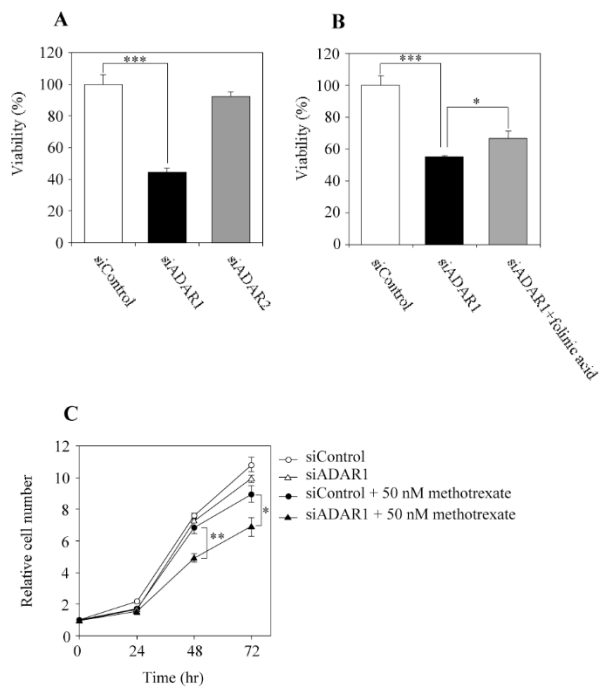 A
120
100
80
60
40
20
0
Viability (%)
***
siControl
siADAR1
siADAR2
B
120
100
80
60
40
20
0
Viability (%)
***
*
siControl
siADAR1
siADAR1+folinic acid
C
12
10
8
6
4
2
0
Relative cell number
**
*
0 24 48 72
Time (hr)
siControl
siADAR1
siControl + 50 nM methotrexate
siADAR1 + 50 nM methotrexate